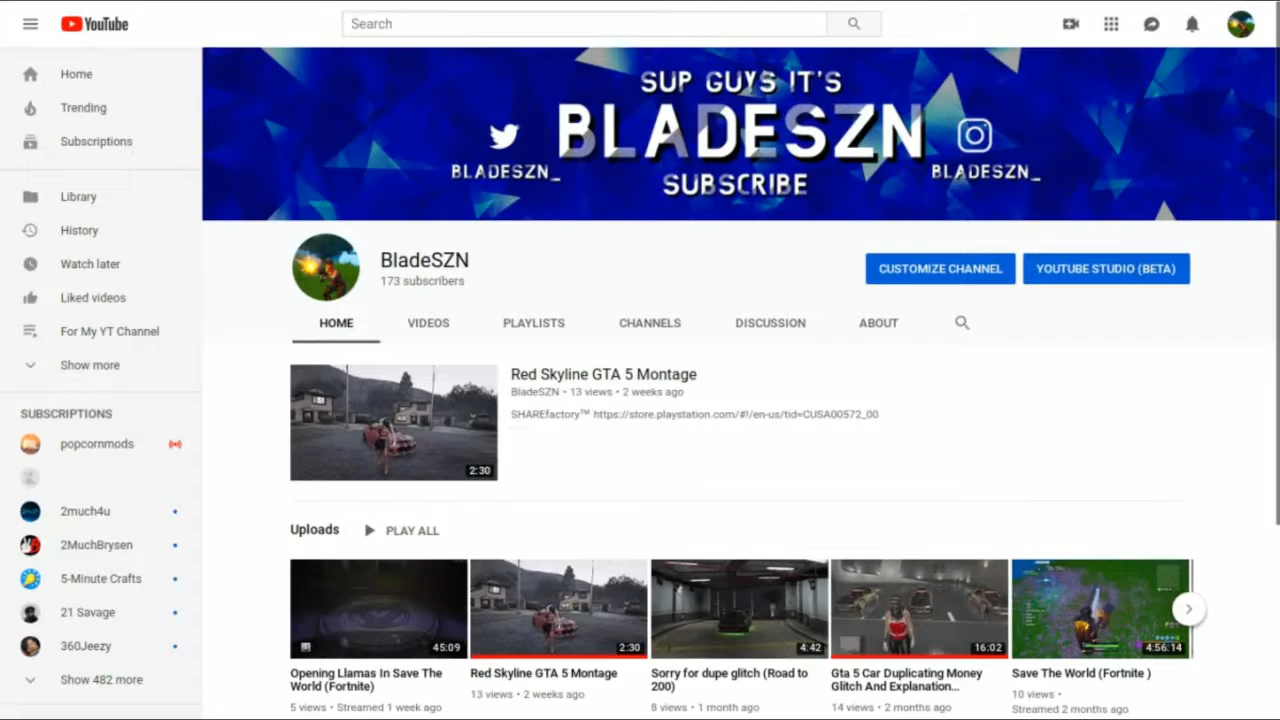 YouTube
Search
Home
Trending
Subscriptions
Library
History
Watch later
Liked videos
For My YT Channel
Show more
SUBSCRIPTIONS
popcornmods
2much4u
2MuchBrysen
5-Minute Crafts
21 Savage
360Jeezy
Show 482 more
SUP GUYS IT'S
BLADESZN
BLADESZN_
BLADESZN_
SUBSCRIBE
BladeSZN
173 subscribers
CUSTOMIZE CHANNEL
YOUTUBE STUDIO (BETA)
HOME
VIDEOS
PLAYLISTS
CHANNELS
DISCUSSION
ABOUT
2:30
Red Skyline GTA 5 Montage
BladeSZN • 13 views • 2 weeks ago
SHAREfactory™ https://store.playstation.com/#!/en-us/tid=CUSA00572_00
Uploads
PLAY ALL
45:09
Opening Llamas In Save The
World (Fortnite)
5 views • Streamed 1 week ago
2:30
Red Skyline GTA 5 Montage
13 views • 2 weeks ago
4:42
Sorry for dupe glitch (Road to
200)
8 views • 1 month ago
16:02
Gta 5 Car Duplicating Money
Glitch And Explanation...
14 views • 2 months ago
4:56:14
Save The World (Fortnite )
10 views •
Streamed 2 months ago